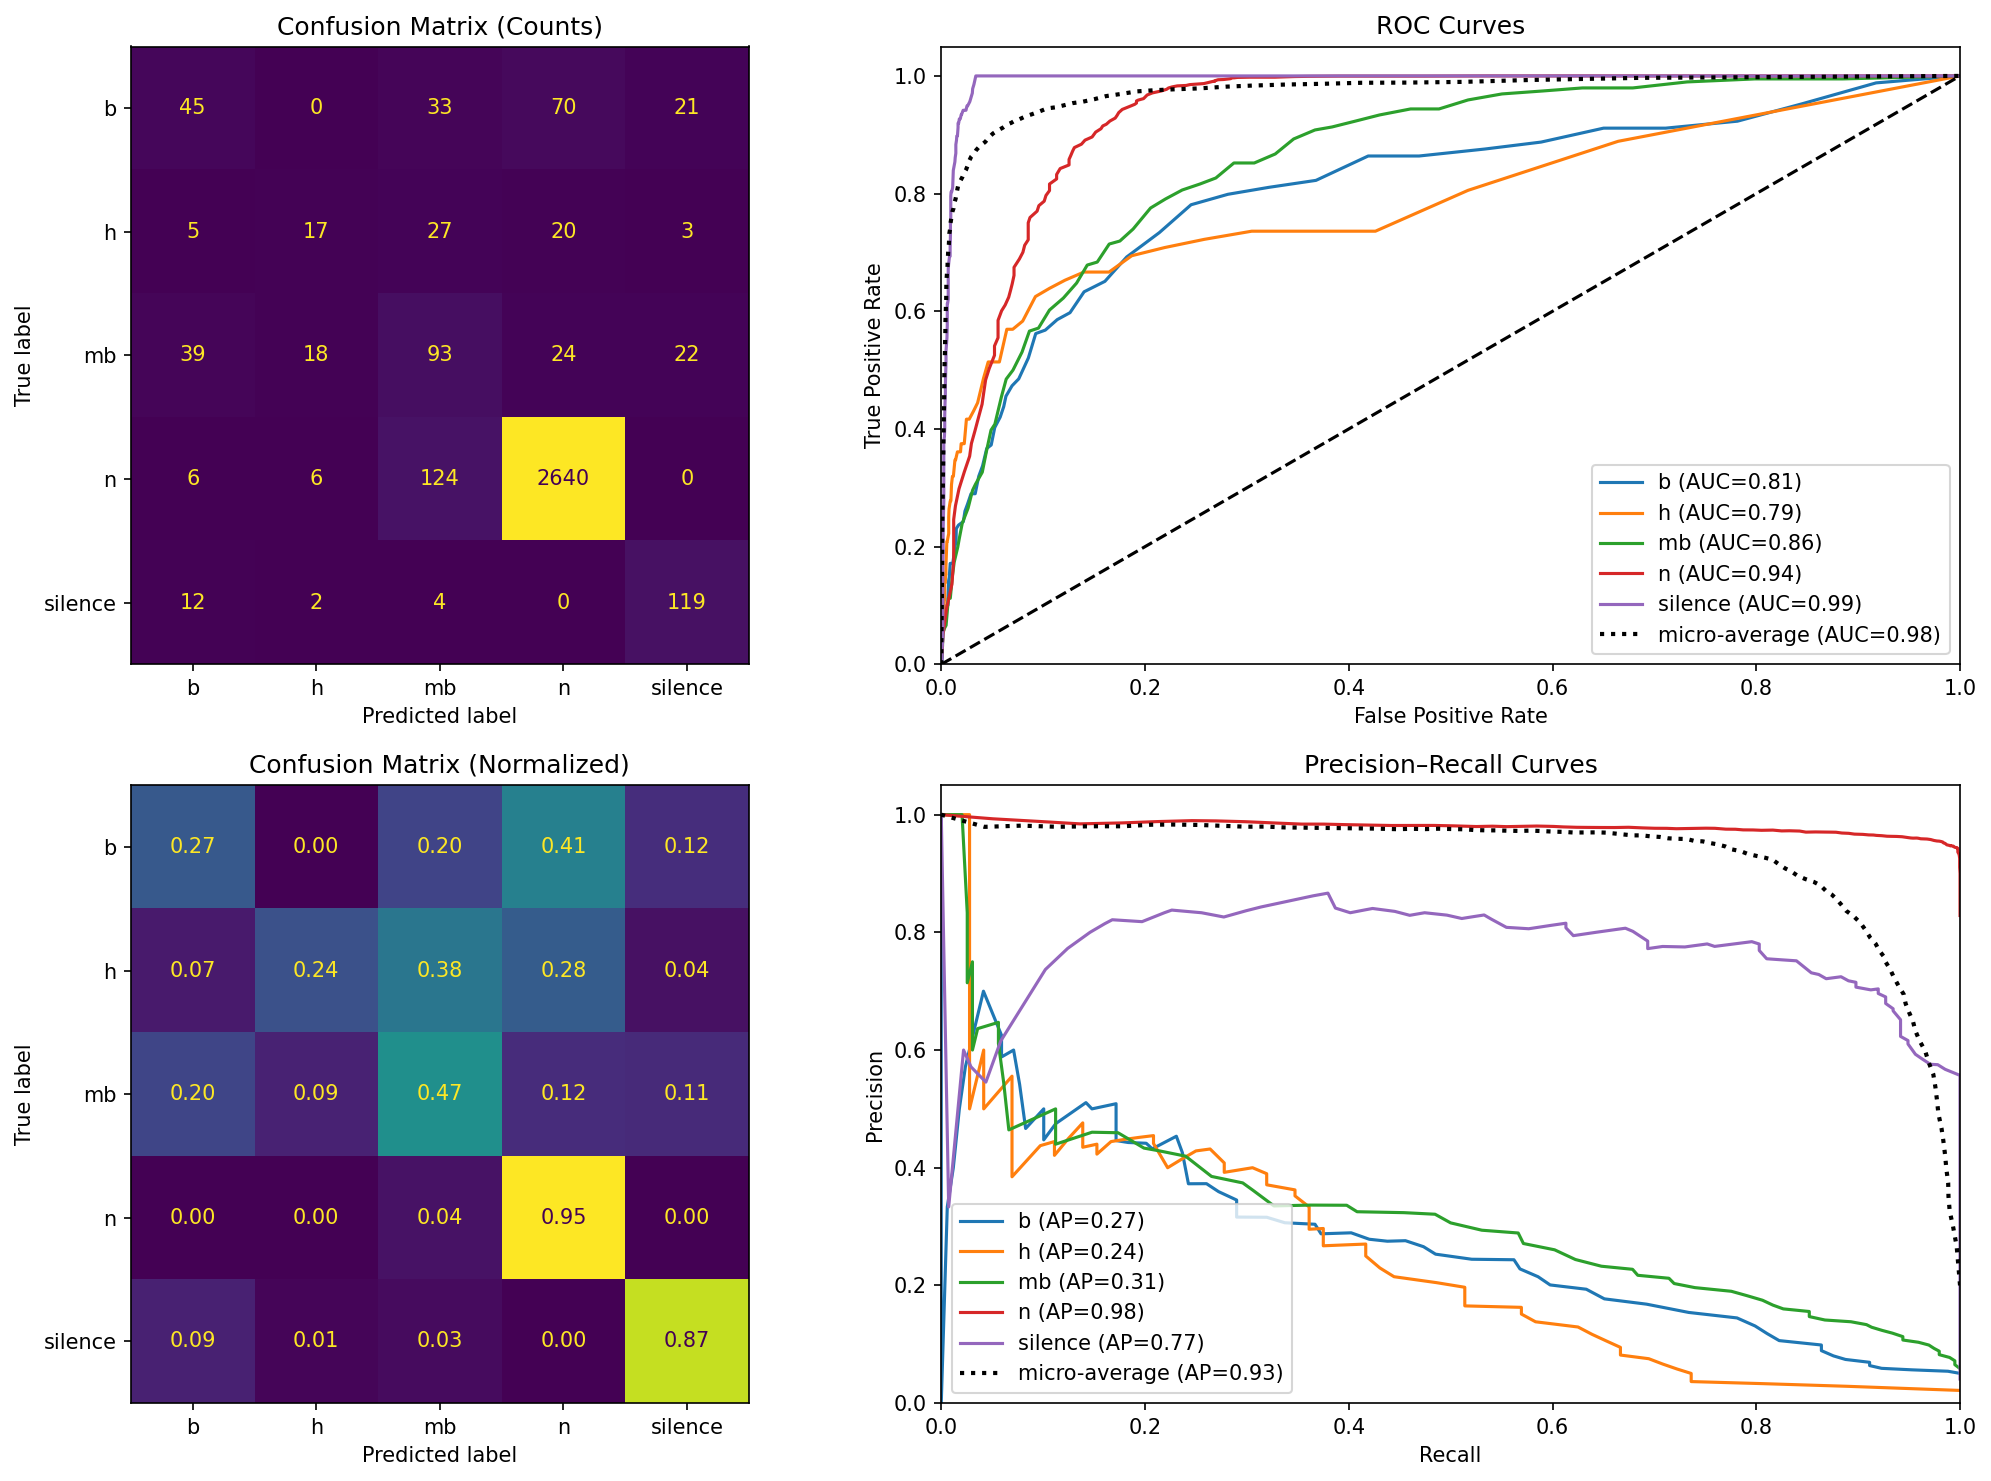 Confusion Matrix (Counts)
True label
b 45 0 33 70 21
h 5 17 27 20 3
mb 39 18 93 24 22
n 6 6 124 2640 0
silence 12 2 4 0 119
b h mb n silence
Predicted label
ROC Curves
True Positive Rate
1.0
0.8
0.6
0.4
0.2
0.0
b (AUC=0.81)
h (AUC=0.79)
mb (AUC=0.86)
n (AUC=0.94)
silence (AUC=0.99)
micro-average (AUC=0.98)
0.0 0.2 0.4 0.6 0.8 1.0
False Positive Rate
Confusion Matrix (Normalized)
True label
b 0.27 0.00 0.20 0.41 0.12
h 0.07 0.24 0.38 0.28 0.04
mb 0.20 0.09 0.47 0.12 0.11
n 0.00 0.00 0.04 0.95 0.00
silence 0.09 0.01 0.03 0.00 0.87
b h mb n silence
Predicted label
Precision–Recall Curves
Precision
1.0
0.8
0.6
0.4
0.2
0.0
b (AP=0.27)
h (AP=0.24)
mb (AP=0.31)
n (AP=0.98)
silence (AP=0.77)
micro-average (AP=0.93)
0.0 0.2 0.4 0.6 0.8 1.0
Recall